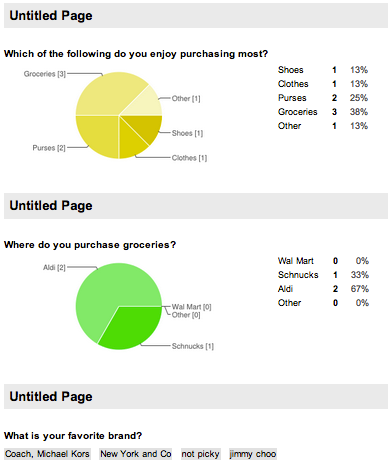 Untitled Page
Which of the following do you enjoy purchasing most?
Groceries [3]
Other [1]
Shoes [1]
Clothes [1]
Purses [2]
Shoes 1 13%
Clothes 1 13%
Purses 2 25%
Groceries 3 38%
Other 1 13%
Untitled Page
Where do you purchase groceries?
Aldi [2]
Wal Mart [0]
Other [0]
Schnucks [1]
Wal Mart 0 0%
Schnucks 1 33%
Aldi 2 67%
Other 0 0%
Untitled Page
What is your favorite brand?
Coach, Michael Kors New York and Co not picky jimmy choo